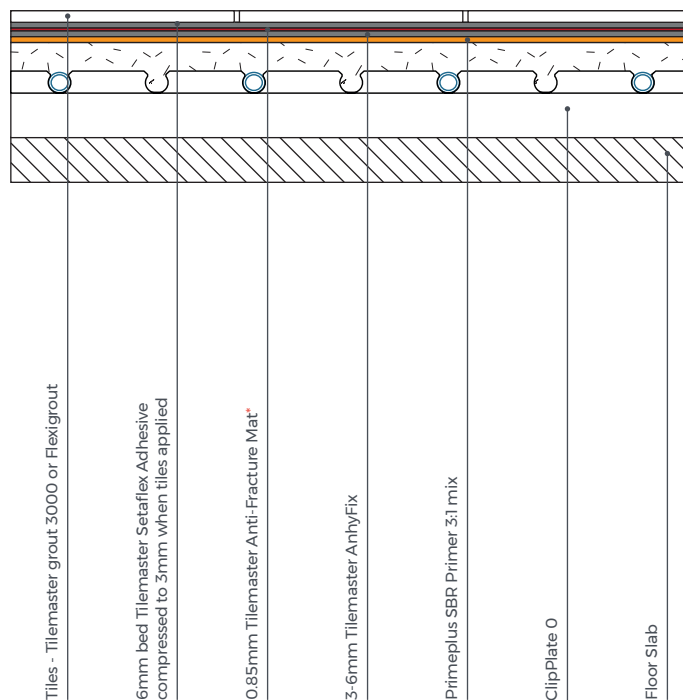 Tiles - Tilemaster grout 3000 or Flexigrout
6mm bed Tilemaster Setaflex Adhesive
compressed to 3mm when tiles applied
0.85mm Tilemaster Anti-Fracture Mat*
3-6mm Tilemaster AnhyFix
Primeplus SBR Primer 3:1 mix
ClipPlate O
Floor Slab